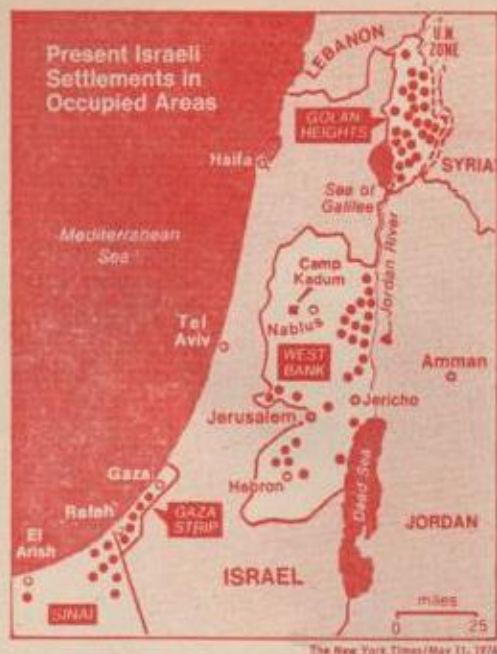 Present Israeli
Settlements in
Occupied Areas
LEBANON
U.N.
ZONE
GOLAN
HEIGHTS
SYRIA
Haifa
Sea of
Galilee
Mediterranean
Sea
Jordan River
Camp
Kadum
Nablus
Tel
Aviv
WEST
BANK
Amman
Jericho
Jerusalem
Gaza
Hebron
Dead Sea
Rafah
GAZA
STRIP
El
Arish
JORDAN
ISRAEL
SINAI
miles
0 25
The New York Times/May 11,